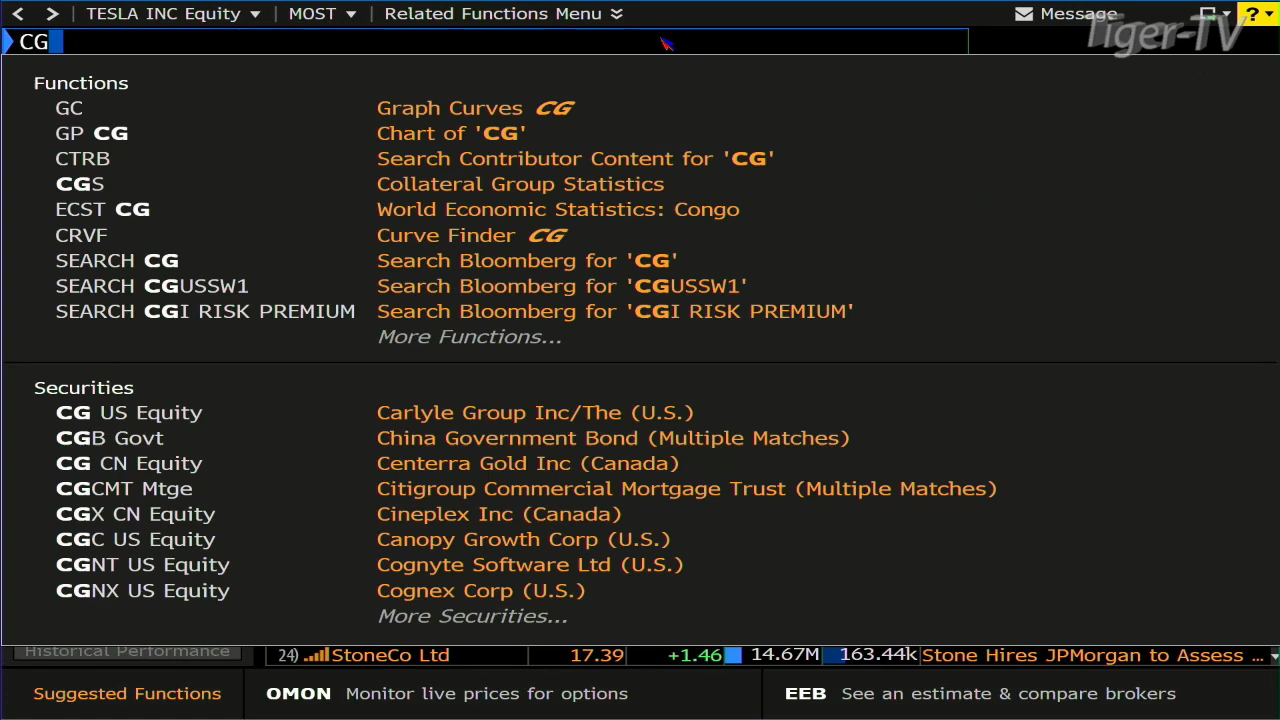 TESLA INC Equity MOST Related Functions Menu Message ?
Tiger-TV
CG
Functions
GC Graph Curves CG
GP CG Chart of 'CG'
CTRB Search Contributor Content for 'CG'
CGS Collateral Group Statistics
ECST CG World Economic Statistics: Congo
CRVF Curve Finder CG
SEARCH CG Search Bloomberg for 'CG'
SEARCH CGUSSW1 Search Bloomberg for 'CGUSSW1'
SEARCH CGI RISK PREMIUM Search Bloomberg for 'CGI RISK PREMIUM'
More Functions...
Securities
CG US Equity Carlyle Group Inc/The (U.S.)
CGB Govt China Government Bond (Multiple Matches)
CG CN Equity Centerra Gold Inc (Canada)
CGCMT Mtge Citigroup Commercial Mortgage Trust (Multiple Matches)
CGX CN Equity Cineplex Inc (Canada)
CGC US Equity Canopy Growth Corp (U.S.)
CGNT US Equity Cognyte Software Ltd (U.S.)
CGNX US Equity Cognex Corp (U.S.)
More Securities...
Historical Performance 24) StoneCo Ltd 17.39 +1.46 14.67M 163.44k Stone Hires JPMorgan to Assess ...
Suggested Functions OMON Monitor live prices for options EEB See an estimate & compare brokers